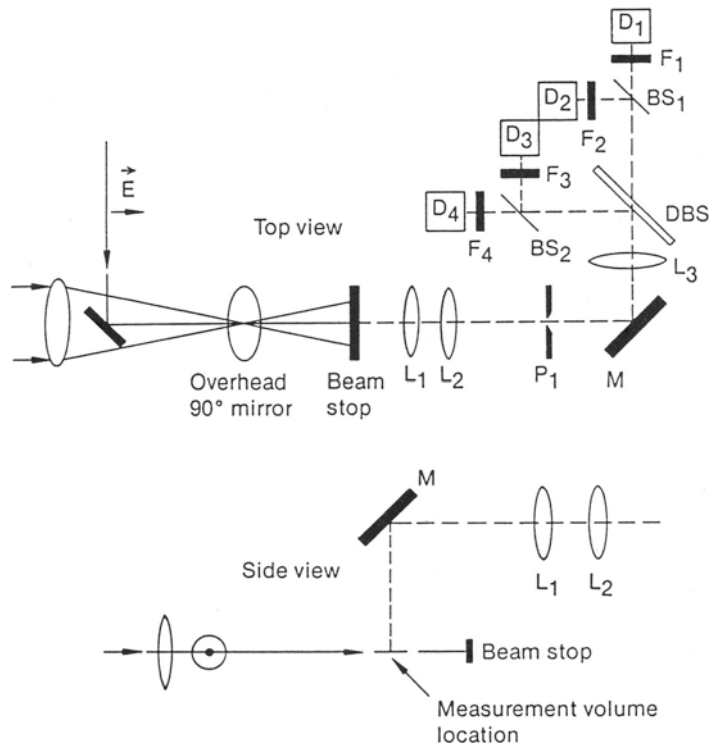 D1
F1
D2
BS1
F2
D3
F3
E
D4
DBS
F4
BS2
Top view
L3
Overhead
90° mirror
Beam
stop
L1
L2
P1
M
M
Side view
L1
L2
Beam stop
Measurement volume
location